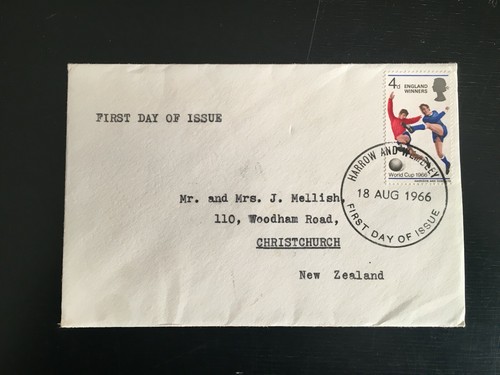 FIRST DAY OF ISSUE
4d ENGLAND
WINNERS
World Cup 1966
HARROW AND WEMBLEY
18 AUG 1966
FIRST DAY OF ISSUE
Mr. and Mrs. J. Mellish,
110, Woodham Road,
CHRISTCHURCH
New Zealand